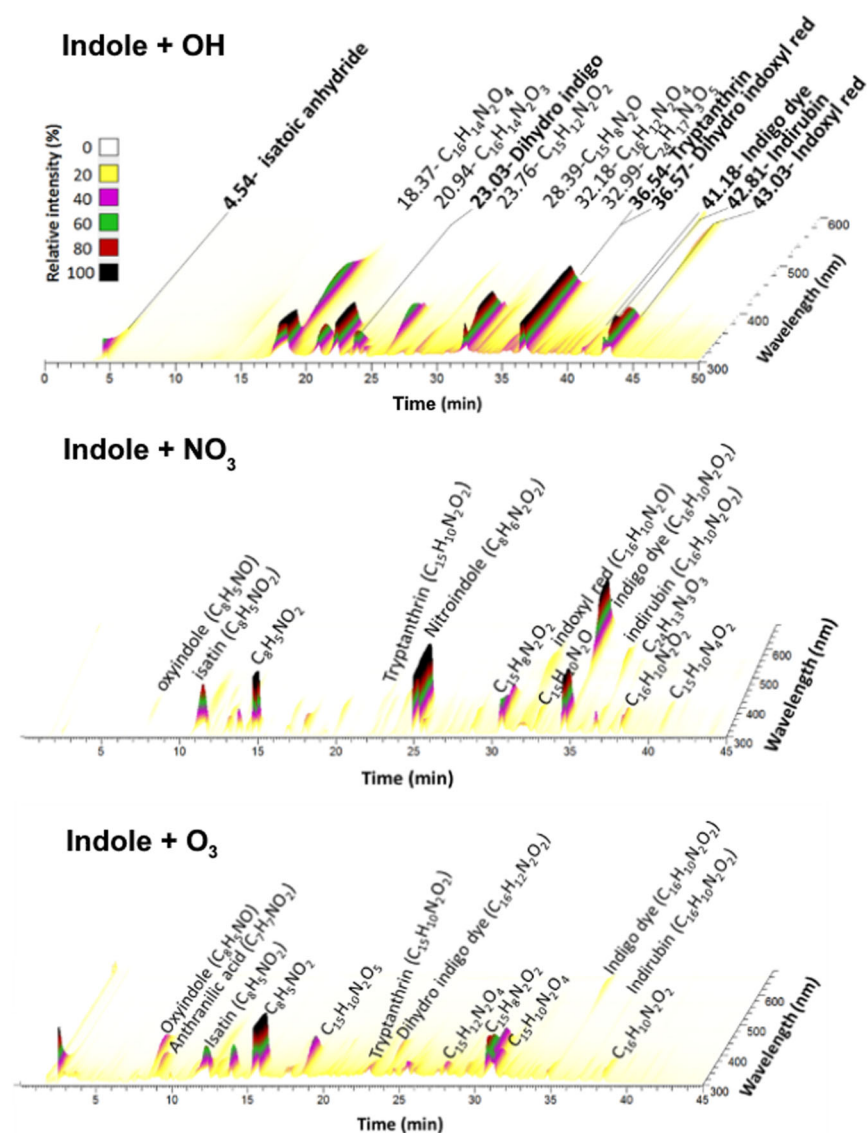 Indole + OH
Relative intensity (%)
0
20
40
60
80
100
4.54- isatoic anhydride
18.37- C₁₆H₁₄N₂O₄
20.94- C₁₆H₁₄N₂O₃
23.03- Dihydro indigo
23.76- C₁₅H₁₂N₂O₂
28.39-C₁₅H₈N₂O
32.18- C₁₆H₁₂N₂O₄
32.99- C₂₄H₁₇N₃O₅
36.54- Tryptanthrin
36.57- Dihydro indoxyl red
41.18- Indigo dye
42.81- Indirubin
43.03- Indoxyl red
600
500
400
300
Wavelength (nm)
0 5 10 15 20 25 30 35 40 45 50
Time (min)
Indole + NO₃
oxyindole (C₈H₅NO)
isatin (C₈H₅NO₂)
C₈H₅NO₂
Tryptanthrin (C₁₅H₁₀N₂O₂)
Nitroindole (C₈H₆N₂O₂)
C₁₅H₈N₂O₂
C₁₅H₁₀N₂O
indoxyl red (C₁₆H₁₀N₂O)
Indigo dye (C₁₆H₁₀N₂O₂)
indirubin (C₁₆H₁₀N₂O₂)
C₂₄H₁₃N₃O₃
C₁₆H₁₀N₂O₂
C₁₅H₁₀N₄O₂
600
500
400
300
Wavelength (nm)
5 10 15 20 25 30 35 40 45
Time (min)
Indole + O₃
Oxyindole (C₈H₅NO)
Anthranilic acid (C₇H₇NO₂)
Isatin (C₈H₅NO₂)
C₈H₅NO₂
C₁₅H₁₀N₂O₅
Tryptanthrin (C₁₅H₁₀N₂O₂)
Dihydro indigo dye (C₁₆H₁₂N₂O₂)
C₁₅H₁₂N₂O₄
C₁₅H₈N₂O₂
C₁₅H₁₀N₂O₄
Indigo dye (C₁₆H₁₀N₂O₂)
Indirubin (C₁₆H₁₀N₂O₂)
C₁₆H₁₀N₂O₂
600
500
400
300
Wavelength (nm)
5 10 15 20 25 30 35 40 45
Time (min)